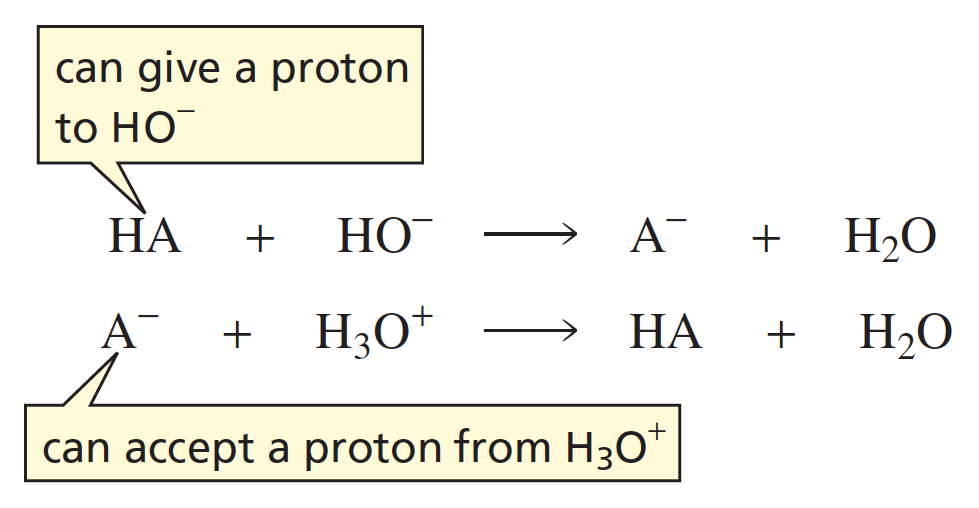 can give a proton
to HO⁻
HA + HO⁻ ⟶ A⁻ + H₂O
A⁻ + H₃O⁺ ⟶ HA + H₂O
can accept a proton from H₃O⁺